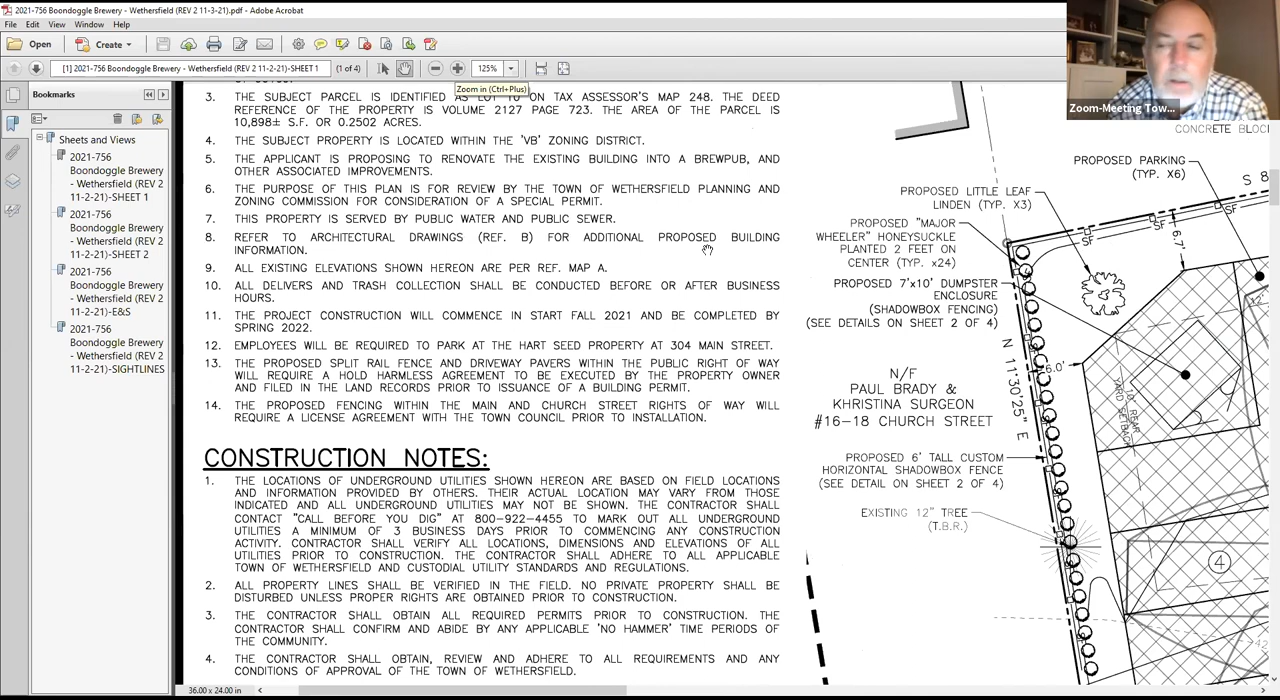 2021-756 Boondoggle Brewery - Wethersfield (REV 2 11-3-21).pdf - Adobe Acrobat
File Edit View Window Help
Open Create
[1] 2021-756 Boondoggle Brewery - Wethersfield (REV 2 11-2-21)-SHEET 1 (1 of 4) 125%
Zoom in (Ctrl+Plus)
Bookmarks
Sheets and Views
2021-756
Boondoggle Brewery
- Wethersfield (REV 2
11-2-21)-SHEET 1
2021-756
Boondoggle Brewery
- Wethersfield (REV 2
11-2-21)-SHEET 2
2021-756
Boondoggle Brewery
- Wethersfield (REV 2
11-2-21)-E&S
2021-756
Boondoggle Brewery
- Wethersfield (REV 2
11-2-21)-SIGHTLINES
3. THE SUBJECT PARCEL IS IDENTIFIED AS LOT ON TAX ASSESSOR'S MAP 248. THE DEED
REFERENCE OF THE PROPERTY IS VOLUME 2127 PAGE 723. THE AREA OF THE PARCEL IS
10,898± S.F. OR 0.2502 ACRES.
4. THE SUBJECT PROPERTY IS LOCATED WITHIN THE 'VB' ZONING DISTRICT.
5. THE APPLICANT IS PROPOSING TO RENOVATE THE EXISTING BUILDING INTO A BREWPUB, AND
OTHER ASSOCIATED IMPROVEMENTS.
6. THE PURPOSE OF THIS PLAN IS FOR REVIEW BY THE TOWN OF WETHERSFIELD PLANNING AND
ZONING COMMISSION FOR CONSIDERATION OF A SPECIAL PERMIT.
7. THIS PROPERTY IS SERVED BY PUBLIC WATER AND PUBLIC SEWER.
8. REFER TO ARCHITECTURAL DRAWINGS (REF. B) FOR ADDITIONAL PROPOSED BUILDING
INFORMATION.
9. ALL EXISTING ELEVATIONS SHOWN HEREON ARE PER REF. MAP A.
10. ALL DELIVERS AND TRASH COLLECTION SHALL BE CONDUCTED BEFORE OR AFTER BUSINESS
HOURS.
11. THE PROJECT CONSTRUCTION WILL COMMENCE IN START FALL 2021 AND BE COMPLETED BY
SPRING 2022.
12. EMPLOYEES WILL BE REQUIRED TO PARK AT THE HART SEED PROPERTY AT 304 MAIN STREET.
13. THE PROPOSED SPLIT RAIL FENCE AND DRIVEWAY PAVERS WITHIN THE PUBLIC RIGHT OF WAY
WILL REQUIRE A HOLD HARMLESS AGREEMENT TO BE EXECUTED BY THE PROPERTY OWNER
AND FILED IN THE LAND RECORDS PRIOR TO ISSUANCE OF A BUILDING PERMIT.
14. THE PROPOSED FENCING WITHIN THE MAIN AND CHURCH STREET RIGHTS OF WAY WILL
REQUIRE A LICENSE AGREEMENT WITH THE TOWN COUNCIL PRIOR TO INSTALLATION.
CONSTRUCTION NOTES:
1. THE LOCATIONS OF UNDERGROUND UTILITIES SHOWN HEREON ARE BASED ON FIELD LOCATIONS
AND INFORMATION PROVIDED BY OTHERS. THEIR ACTUAL LOCATION MAY VARY FROM THOSE
INDICATED AND ALL UNDERGROUND UTILITIES MAY NOT BE SHOWN. THE CONTRACTOR SHALL
CONTACT "CALL BEFORE YOU DIG" AT 800-922-4455 TO MARK OUT ALL UNDERGROUND
UTILITIES A MINIMUM OF 3 BUSINESS DAYS PRIOR TO COMMENCING ANY CONSTRUCTION
ACTIVITY. CONTRACTOR SHALL VERIFY ALL LOCATIONS, DIMENSIONS AND ELEVATIONS OF ALL
UTILITIES PRIOR TO CONSTRUCTION. THE CONTRACTOR SHALL ADHERE TO ALL APPLICABLE
TOWN OF WETHERSFIELD AND CUSTODIAL UTILITY STANDARDS AND REGULATIONS.
2. ALL PROPERTY LINES SHALL BE VERIFIED IN THE FIELD. NO PRIVATE PROPERTY SHALL BE
DISTURBED UNLESS PROPER RIGHTS ARE OBTAINED PRIOR TO CONSTRUCTION.
3. THE CONTRACTOR SHALL OBTAIN ALL REQUIRED PERMITS PRIOR TO CONSTRUCTION. THE
CONTRACTOR SHALL CONFIRM AND ABIDE BY ANY APPLICABLE 'NO HAMMER' TIME PERIODS OF
THE COMMUNITY.
4. THE CONTRACTOR SHALL OBTAIN, REVIEW AND ADHERE TO ALL REQUIREMENTS AND ANY
CONDITIONS OF APPROVAL OF THE TOWN OF WETHERSFIELD.
36.00 x 24.00 in
Zoom-Meeting Tow...
CONCRETE BLOC
PROPOSED PARKING
(TYP. X6)
S 8
PROPOSED LITTLE LEAF
LINDEN (TYP. X3)
SF
SF
SF
6.7'
PROPOSED "MAJOR
WHEELER" HONEYSUCKLE
PLANTED 2 FEET ON
CENTER (TYP. x24)
PROPOSED 7'x10' DUMPSTER
ENCLOSURE
(SHADOWBOX FENCING)
(SEE DETAILS ON SHEET 2 OF 4)
12'
N 11°30'25" E
6.0'
10' REAR
YARD SETBACK
N/F
PAUL BRADY &
KHRISTINA SURGEON
#16-18 CHURCH STREET
PROPOSED 6' TALL CUSTOM
HORIZONTAL SHADOWBOX FENCE
(SEE DETAIL ON SHEET 2 OF 4)
EXISTING 12" TREE
(T.B.R.)
4
42